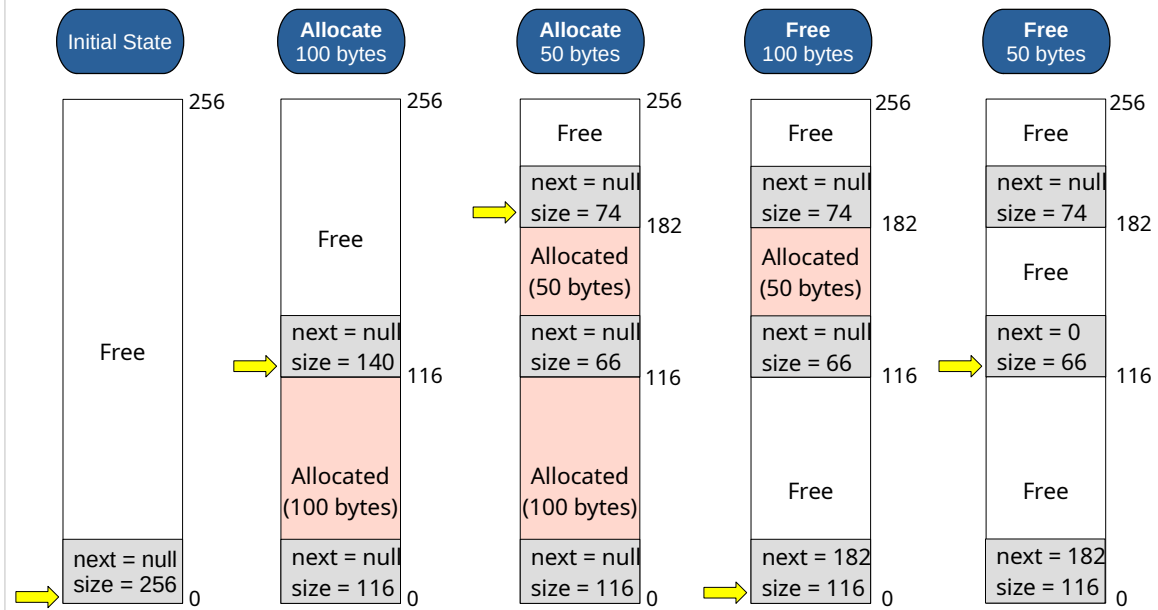 Initial State
Allocate
100 bytes
Allocate
50 bytes
Free
100 bytes
Free
50 bytes
256
Free
next = null
size = 256
0
256
Free
next = null
size = 140
116
Allocated
(100 bytes)
next = null
size = 116
0
256
Free
next = null
size = 74
182
Allocated
(50 bytes)
next = null
size = 66
116
Allocated
(100 bytes)
next = null
size = 116
0
256
Free
next = null
size = 74
182
Allocated
(50 bytes)
next = null
size = 66
116
Free
next = 182
size = 116
0
256
Free
next = null
size = 74
182
Free
next = 0
size = 66
116
Free
next = 182
size = 116
0